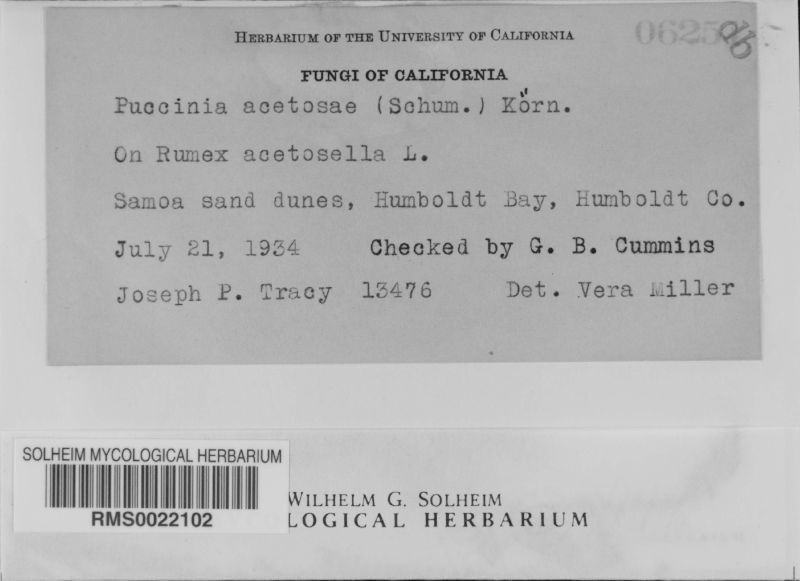 HERBARIUM OF THE UNIVERSITY OF CALIFORNIA
FUNGI OF CALIFORNIA
Puccinia acetosae (Schum.) Körn.
On Rumex acetosella L.
Samoa sand dunes, Humboldt Bay, Humboldt Co.
July 21, 1934 Checked by G. B. Cummins
Joseph P. Tracy 13476 Det. Vera Miller
SOLHEIM MYCOLOGICAL HERBARIUM
RMS0022102
WILHELM G. SOLHEIM
LOGICAL HERBARIUM